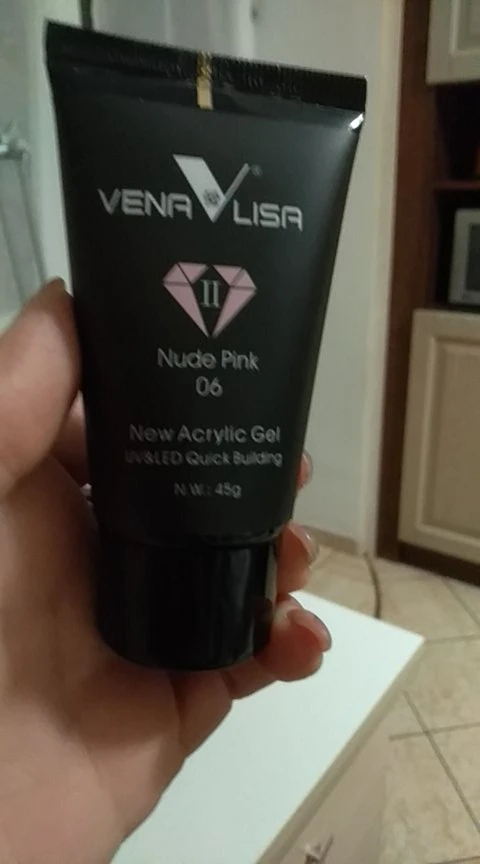 VENA LISA®
II
Nude Pink
06
New Acrylic Gel
UV&LED Quick Building
N.W.: 45g